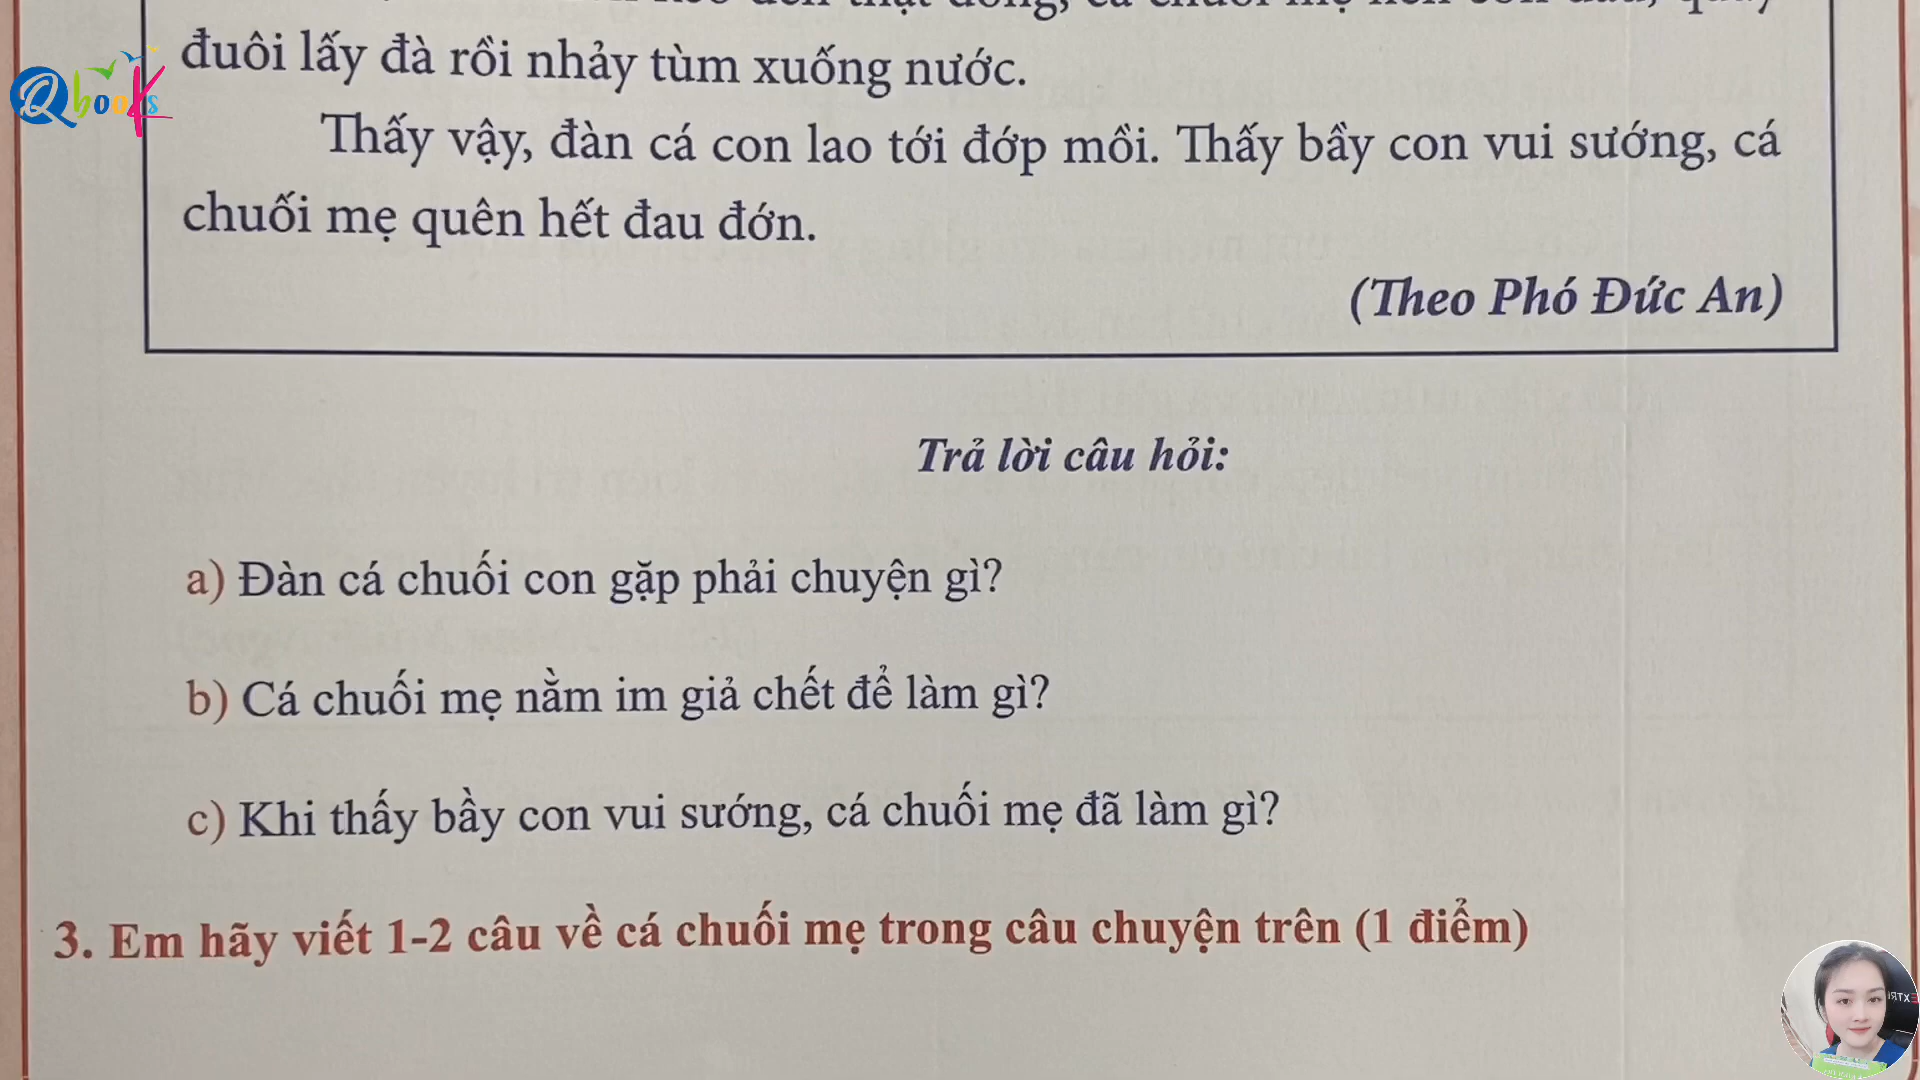 đuôi lấy đà rồi nhảy tùm xuống nước.
Qbooks
Thấy vậy, đàn cá con lao tới đớp mồi. Thấy bầy con vui sướng, cá
chuối mẹ quên hết đau đớn.
(Theo Phó Đức An)
Trả lời câu hỏi:
a) Đàn cá chuối con gặp phải chuyện gì?
b) Cá chuối mẹ nằm im giả chết để làm gì?
c) Khi thấy bầy con vui sướng, cá chuối mẹ đã làm gì?
3. Em hãy viết 1-2 câu về cá chuối mẹ trong câu chuyện trên (1 điểm)